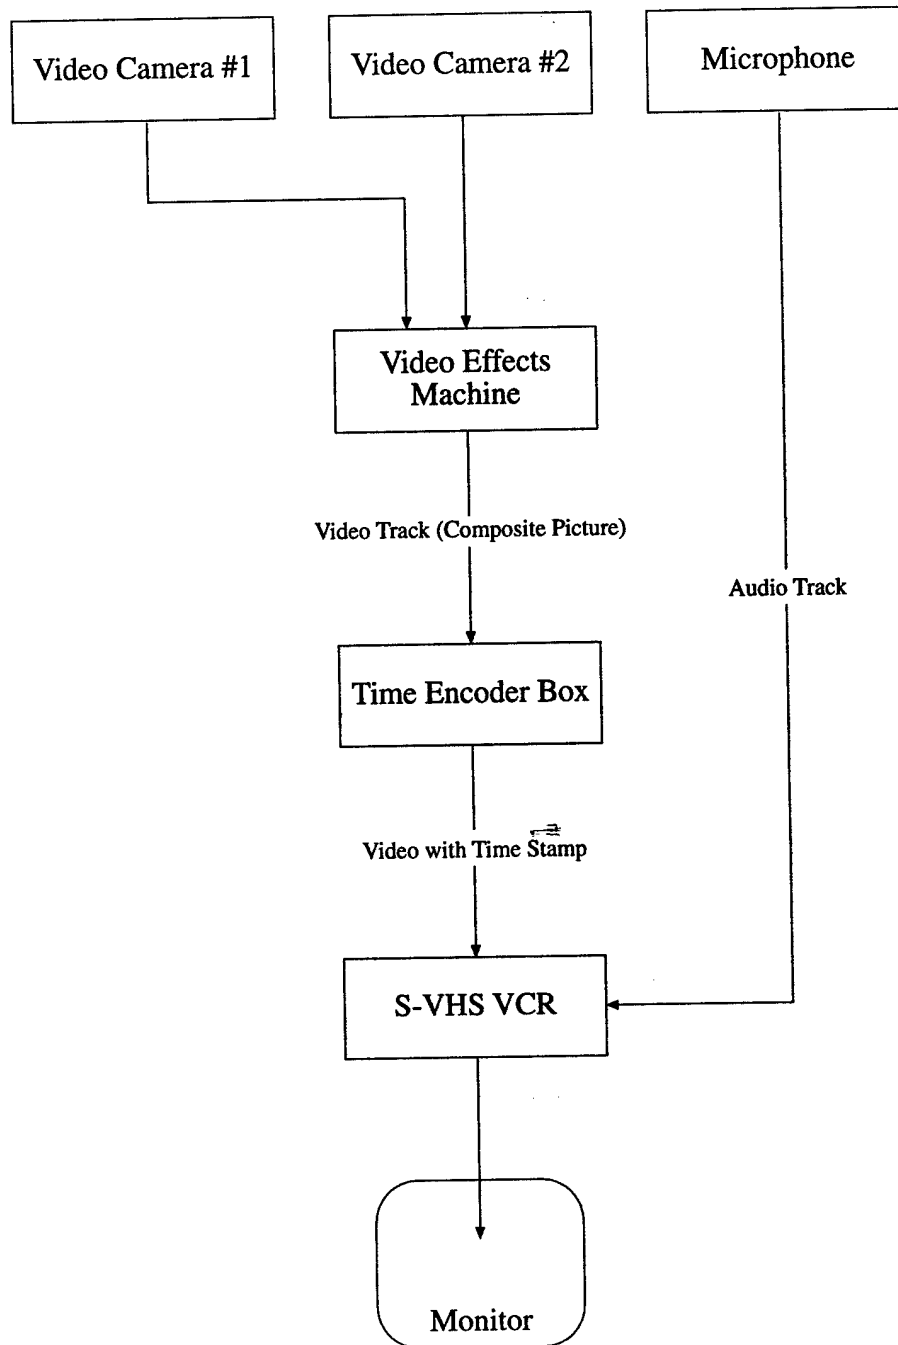 Video Camera #1
Video Camera #2
Microphone
Video Effects
Machine
Video Track (Composite Picture)
Audio Track
Time Encoder Box
Video with Time Stamp
S-VHS VCR
Monitor